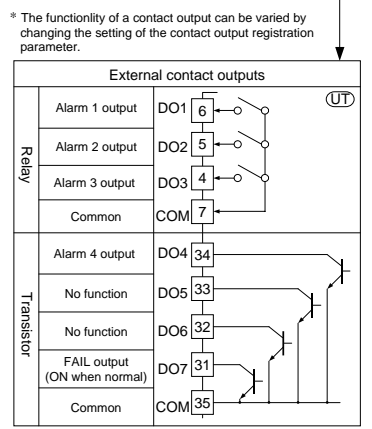 * The functionlity of a contact output can be varied by
changing the setting of the contact output registration
parameter.
External contact outputs
UT
Relay
Alarm 1 output DO1 6
Alarm 2 output DO2 5
Alarm 3 output DO3 4
Common COM 7
Transistor
Alarm 4 output DO4 34
No function DO5 33
No function DO6 32
FAIL output
(ON when normal) DO7 31
Common COM 35